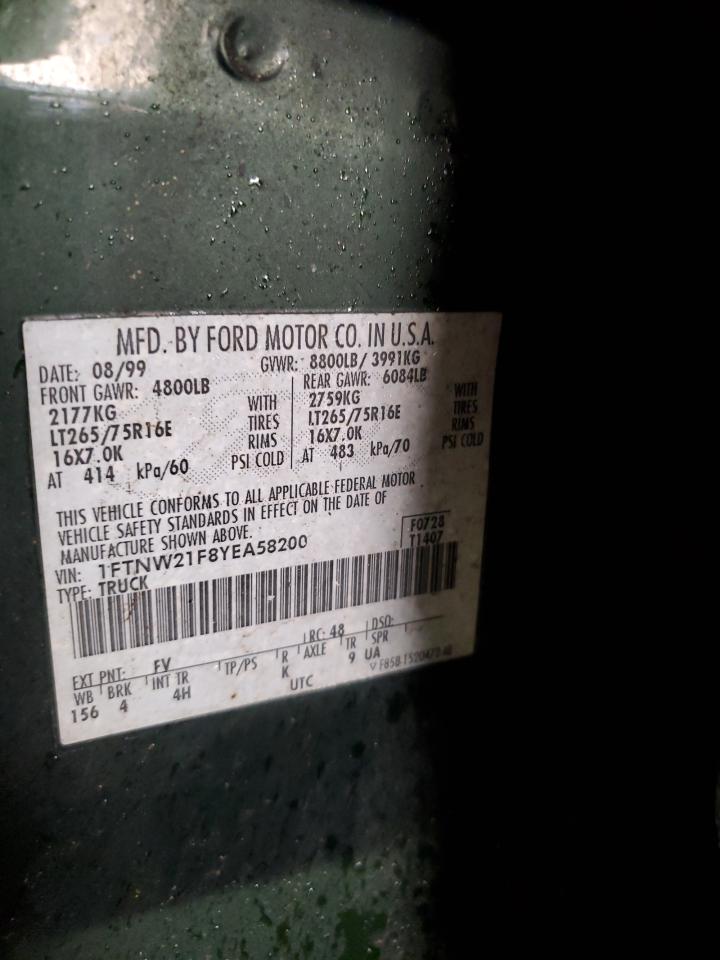 MFD. BY FORD MOTOR CO. IN U.S.A.
DATE: 08/99 GVWR: 8800LB/ 3991KG
FRONT GAWR: 4800LB REAR GAWR: 6084LB
2177KG WITH 2759KG WITH
LT265/75R16E TIRES LT265/75R16E TIRES
16X7.0K RIMS 16X7.0K RIMS
AT 414 kPa/60 PSI COLD AT 483 kPa/70 PSI COLD
THIS VEHICLE CONFORMS TO ALL APPLICABLE FEDERAL MOTOR
VEHICLE SAFETY STANDARDS IN EFFECT ON THE DATE OF
MANUFACTURE SHOWN ABOVE. F0728
VIN: 1FTNW21F8YEA58200 T1407
TYPE: TRUCK
EXT PNT: FV RC: 48 DSO:
WB BRK INT TR TP/PS R AXLE TR SPR
156 4 4H K 9 UA
UTC